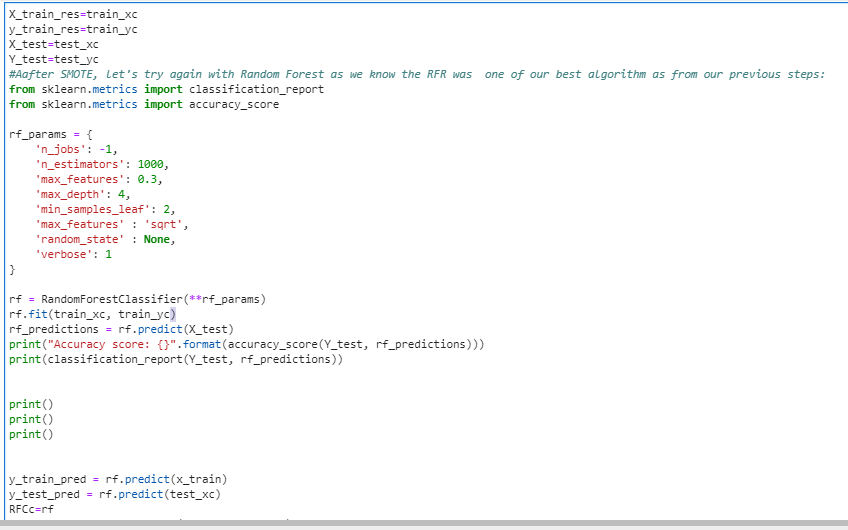 X_train_res=train_xc
y_train_res=train_yc
X_test=test_xc
Y_test=test_yc
#Aafter SMOTE, let's try again with Random Forest as we know the RFR was  one of our best algorithm as from our previous steps:
from sklearn.metrics import classification_report
from sklearn.metrics import accuracy_score
rf_params = {
    'n_jobs': -1,
    'n_estimators': 1000,
    'max_features': 0.3,
    'max_depth': 4,
    'min_samples_leaf': 2,
    'max_features' : 'sqrt',
    'random_state' : None,
    'verbose': 1
}
rf = RandomForestClassifier(**rf_params)
rf.fit(train_xc, train_yc)
rf_predictions = rf.predict(X_test)
print("Accuracy score: {}".format(accuracy_score(Y_test, rf_predictions)))
print(classification_report(Y_test, rf_predictions))
print()
print()
print()
y_train_pred = rf.predict(x_train)
y_test_pred = rf.predict(test_xc)
RFCc=rf